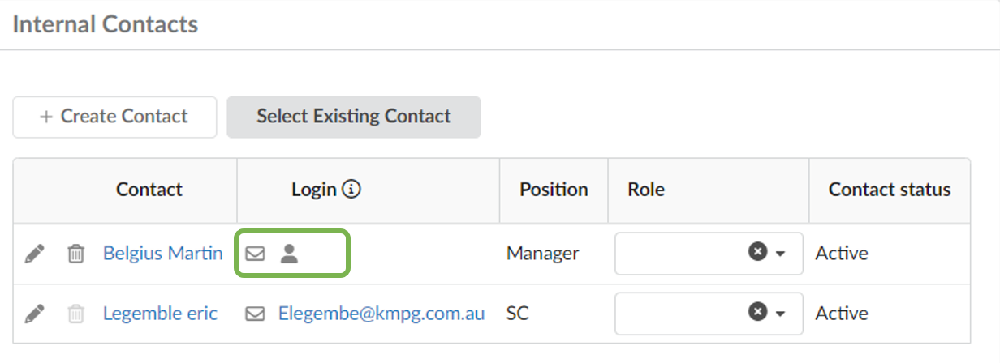 Internal Contacts
+ Create Contact Select Existing Contact
Contact Login Position Role Contact status
Belgius Martin Manager Active
Legemble eric Elegembe@kmpg.com.au SC Active